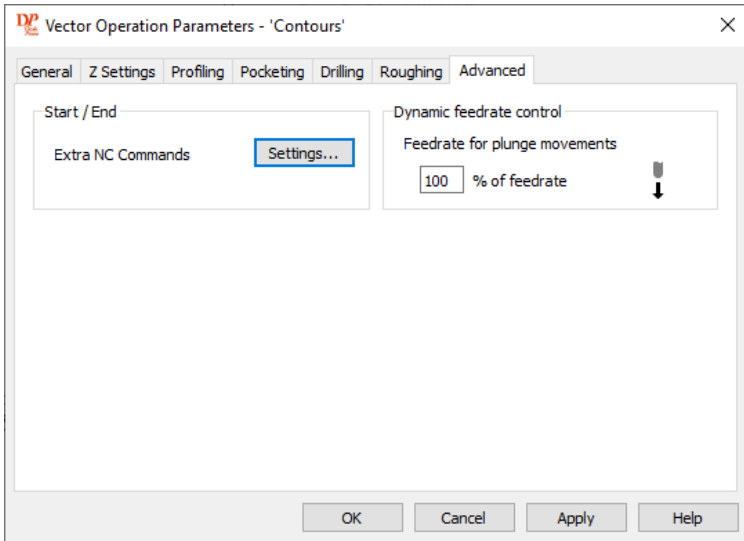 DP Vector Operation Parameters - 'Contours'
General Z Settings Profiling Pocketing Drilling Roughing Advanced
Start / End
Extra NC Commands Settings...
Dynamic feedrate control
Feedrate for plunge movements
100 % of feedrate
OK Cancel Apply Help